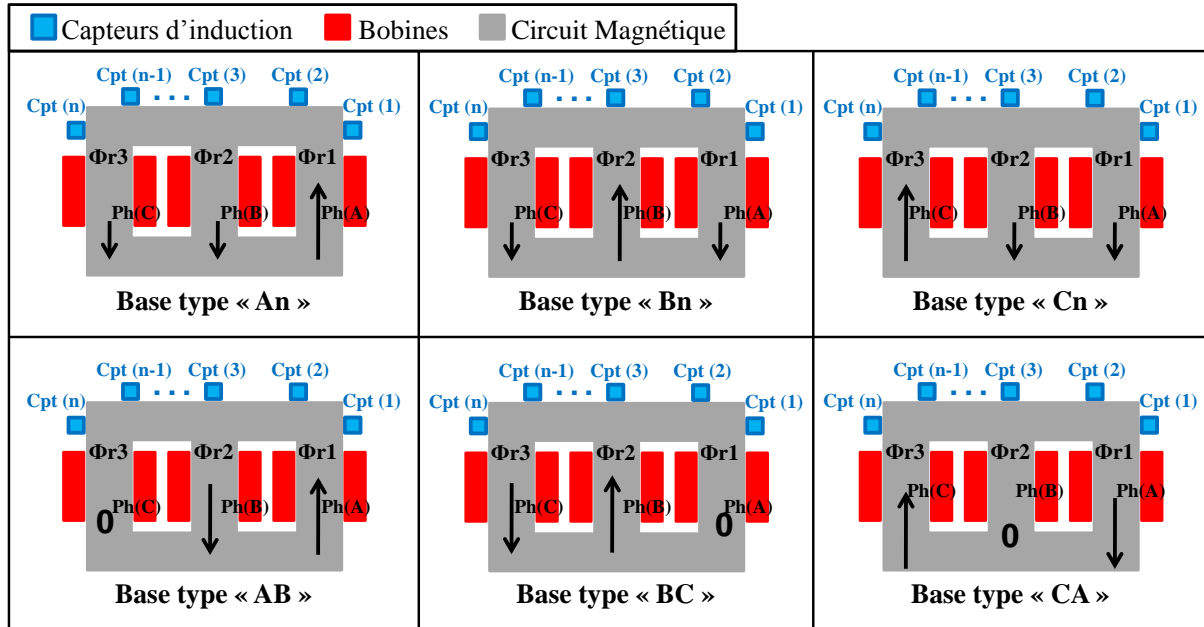 Capteurs d'induction Bobines Circuit Magnétique
Cpt (n-1) Cpt (3) Cpt (2)
Cpt (n) ... Cpt (1)
Φr3 Φr2 Φr1
Ph(C) Ph(B) Ph(A)
Base type « An »
Cpt (n-1) Cpt (3) Cpt (2)
Cpt (n) ... Cpt (1)
Φr3 Φr2 Φr1
Ph(C) Ph(B) Ph(A)
Base type « Bn »
Cpt (n-1) Cpt (3) Cpt (2)
Cpt (n) ... Cpt (1)
Φr3 Φr2 Φr1
Ph(C) Ph(B) Ph(A)
Base type « Cn »
Cpt (n-1) Cpt (3) Cpt (2)
Cpt (n) ... Cpt (1)
Φr3 Φr2 Φr1
0 Ph(C) Ph(B) Ph(A)
Base type « AB »
Cpt (n-1) Cpt (3) Cpt (2)
Cpt (n) ... Cpt (1)
Φr3 Φr2 Φr1
Ph(C) Ph(B) 0 Ph(A)
Base type « BC »
Cpt (n-1) Cpt (3) Cpt (2)
Cpt (n) ... Cpt (1)
Φr3 Φr2 Φr1
Ph(C) Ph(B) Ph(A)
0
Base type « CA »